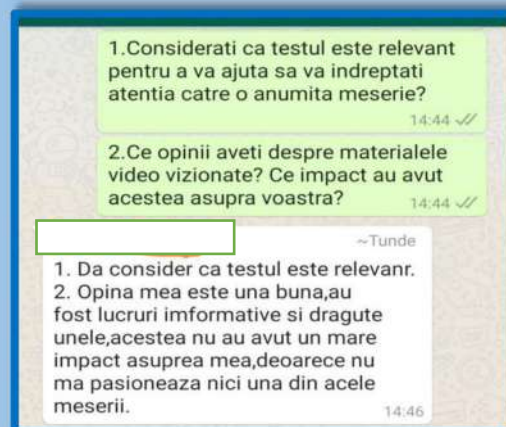 1.Considerati ca testul este relevant
pentru a va ajuta sa va indreptati
atentia catre o anumita meserie?
14:44
2.Ce opinii aveti despre materialele
video vizionate? Ce impact au avut
acestea asupra voastra?
14:44
~Tunde
1. Da consider ca testul este relevanr.
2. Opina mea este una buna,au
fost lucruri imformative si dragute
unele,acestea nu au avut un mare
impact asuprea mea,deoarece nu
ma pasioneaza nici una din acele
meserii.
14:46